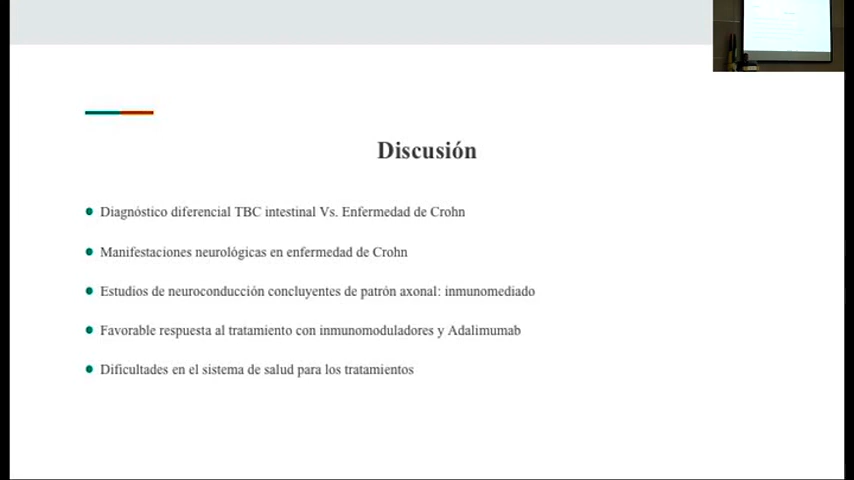 Discusión
Diagnóstico diferencial TBC intestinal Vs. Enfermedad de Crohn
Manifestaciones neurológicas en enfermedad de Crohn
Estudios de neuroconducción concluyentes de patrón axonal: inmunomediado
Favorable respuesta al tratamiento con inmunomoduladores y Adalimumab
Dificultades en el sistema de salud para los tratamientos